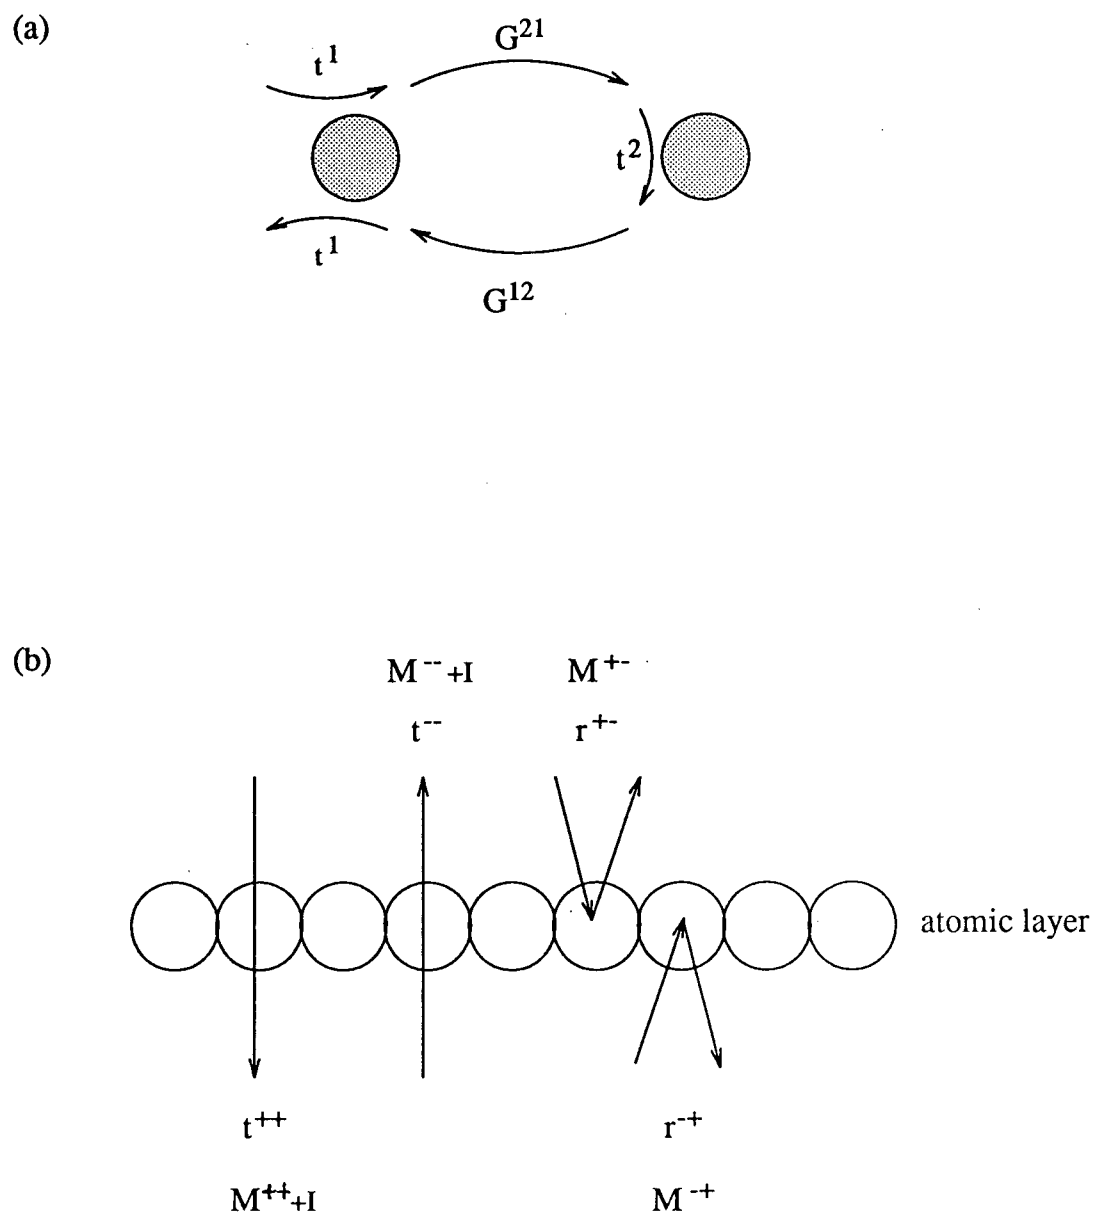 (a)
t¹
G²¹
t²
t¹
G¹²
(b)
M⁻⁻+I
M⁺⁻
t⁻⁻
r⁺⁻
atomic layer
t⁺⁺
r⁻⁺
M⁺⁺+I
M⁻⁺